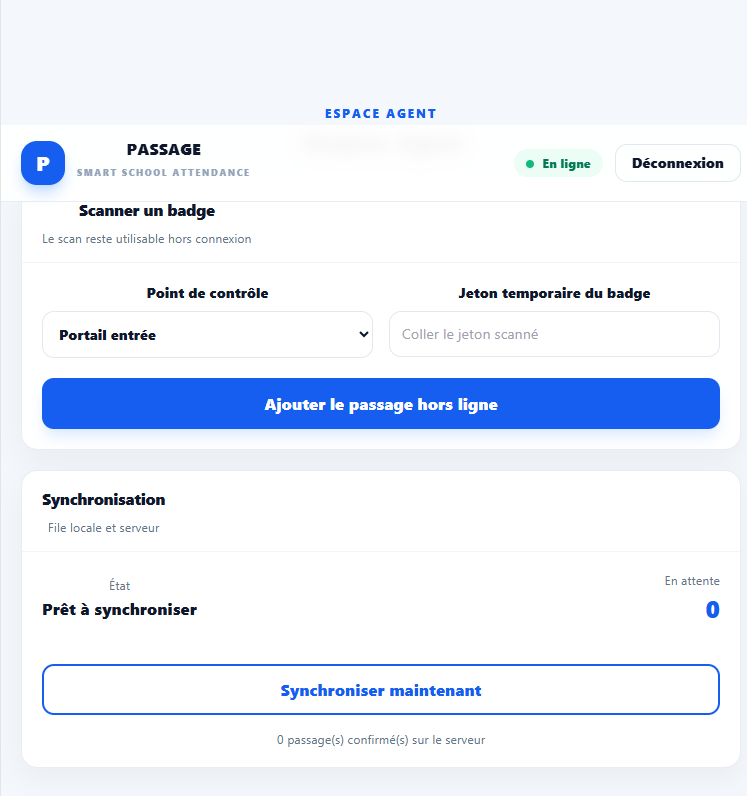 ESPACE AGENT
P
PASSAGE
SMART SCHOOL ATTENDANCE
En ligne
Déconnexion
Scanner un badge
Le scan reste utilisable hors connexion
Point de contrôle
Jeton temporaire du badge
Portail entrée
Coller le jeton scanné
Ajouter le passage hors ligne
Synchronisation
File locale et serveur
État
En attente
Prêt à synchroniser
0
Synchroniser maintenant
0 passage(s) confirmé(s) sur le serveur